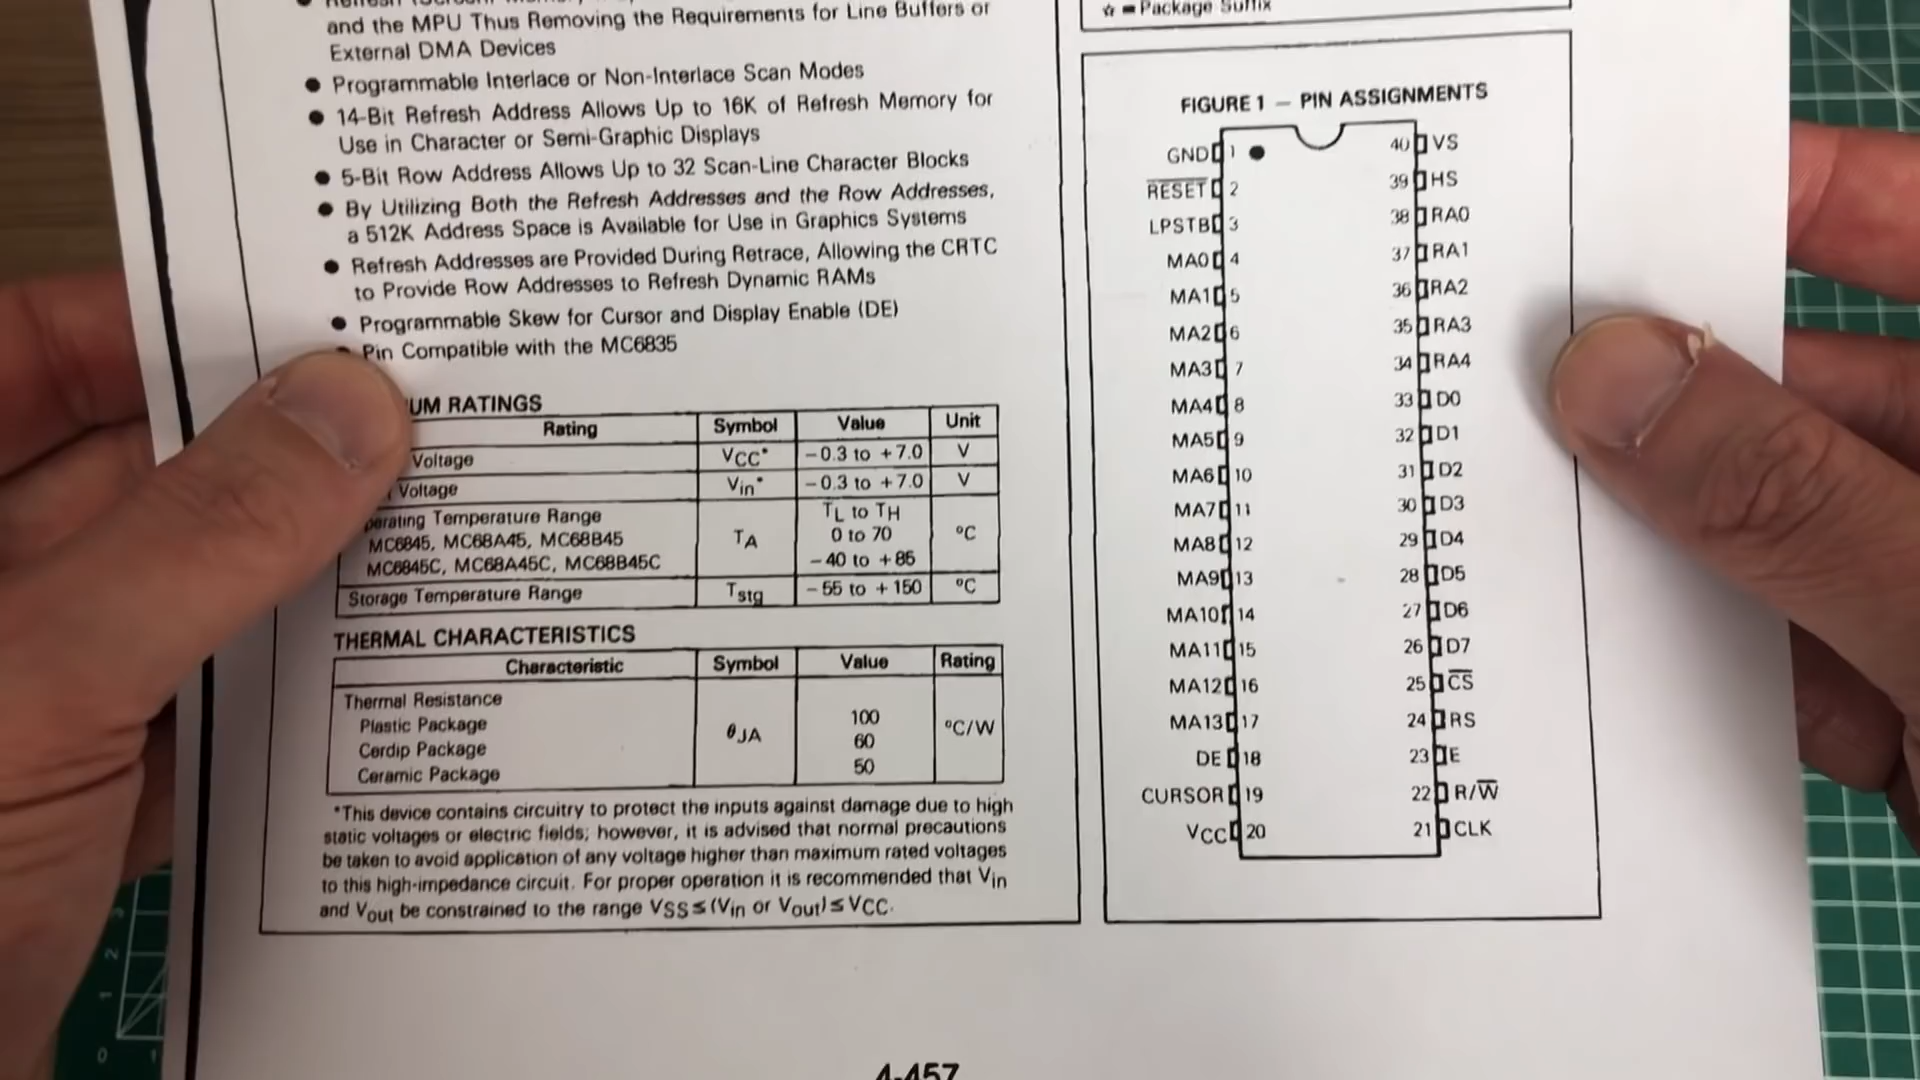 and the MPU Thus Removing the Requirements for Line Buffers or
External DMA Devices
● Programmable Interlace or Non-Interlace Scan Modes
● 14-Bit Refresh Address Allows Up to 16K of Refresh Memory for
Use in Character or Semi-Graphic Displays
● 5-Bit Row Address Allows Up to 32 Scan-Line Character Blocks
● By Utilizing Both the Refresh Addresses and the Row Addresses,
a 512K Address Space is Available for Use in Graphics Systems
● Refresh Addresses are Provided During Retrace, Allowing the CRTC
to Provide Row Addresses to Refresh Dynamic RAMs
● Programmable Skew for Cursor and Display Enable (DE)
Pin Compatible with the MC6835
UM RATINGS
Rating Symbol Value Unit
Voltage VCC* −0.3 to +7.0 V
Voltage Vin* −0.3 to +7.0 V
perating Temperature Range TL to TH
MC6845, MC68A45, MC68B45 TA 0 to 70 °C
MC6845C, MC68A45C, MC68B45C −40 to +85
Storage Temperature Range Tstg −55 to +150 °C
THERMAL CHARACTERISTICS
Characteristic Symbol Value Rating
Thermal Resistance
Plastic Package 100
θJA °C/W
Cerdip Package 60
Ceramic Package 50
*This device contains circuitry to protect the inputs against damage due to high
static voltages or electric fields; however, it is advised that normal precautions
be taken to avoid application of any voltage higher than maximum rated voltages
to this high-impedance circuit. For proper operation it is recommended that Vin
and Vout be constrained to the range VSS≤(Vin or Vout)≤VCC.
☆ = Package Suffix
FIGURE 1 — PIN ASSIGNMENTS
GND 1 40 VS
R̅E̅S̅E̅T̅ 2 39 HS
LPSTB 3 38 RA0
MA0 4 37 RA1
MA1 5 36 RA2
MA2 6 35 RA3
MA3 7 34 RA4
MA4 8 33 D0
MA5 9 32 D1
MA6 10 31 D2
MA7 11 30 D3
MA8 12 29 D4
MA9 13 28 D5
MA10 14 27 D6
MA11 15 26 D7
MA12 16 25 C̅S̅
MA13 17 24 RS
DE 18 23 E
CURSOR 19 22 R/W̅
VCC 20 21 CLK
4-457
3
2
1
0 1